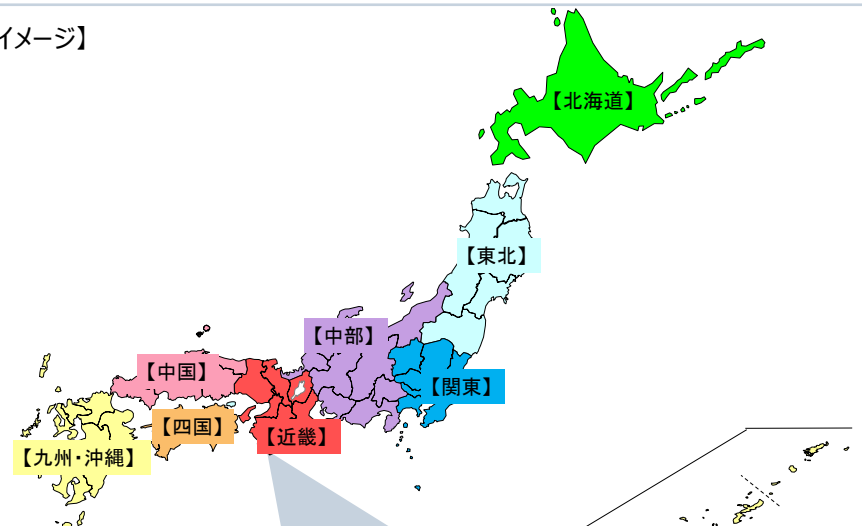 イメージ】
【北海道】
【東北】
【中部】
【中国】
【関東】
【四国】
【近畿】
【九州・沖縄】